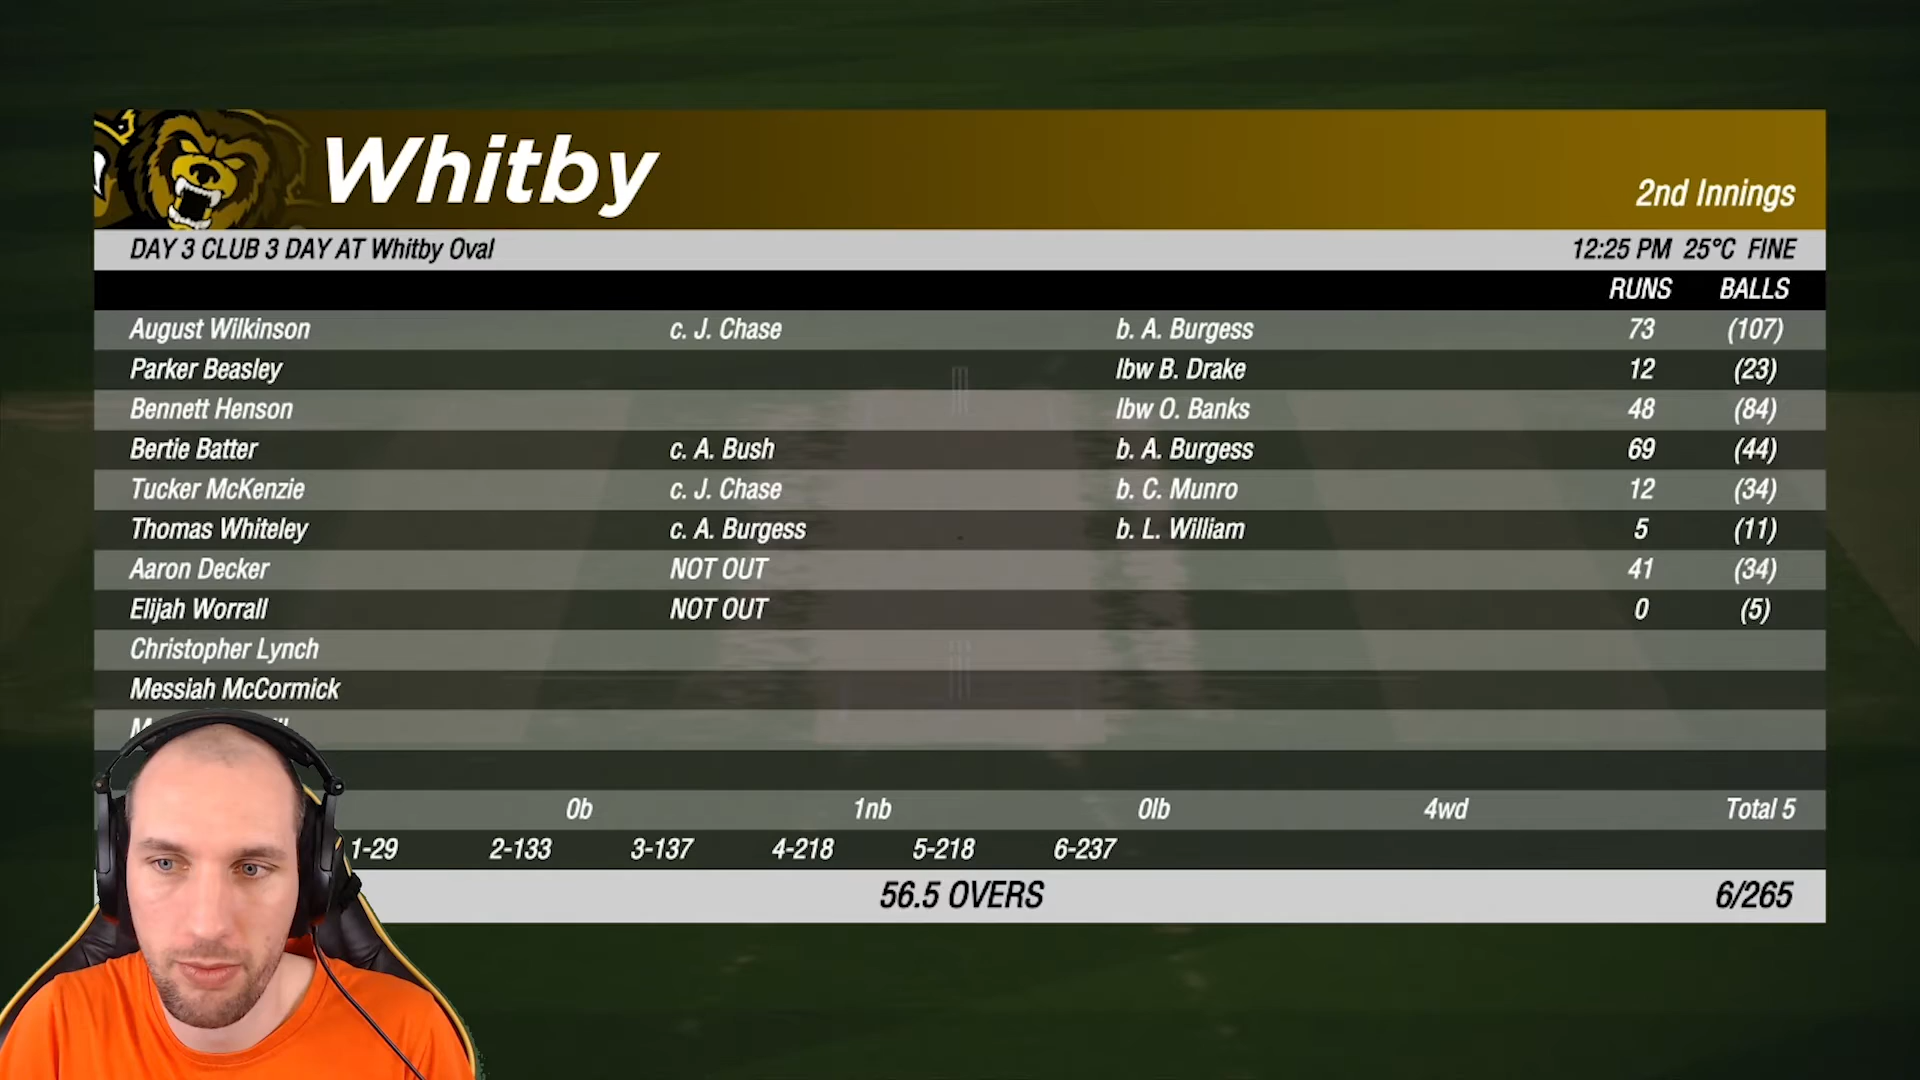 Whitby
2nd Innings
DAY 3 CLUB 3 DAY AT Whitby Oval 12:25 PM 25°C FINE
RUNS BALLS
August Wilkinson c. J. Chase b. A. Burgess 73 (107)
Parker Beasley lbw B. Drake 12 (23)
Bennett Henson lbw O. Banks 48 (84)
Bertie Batter c. A. Bush b. A. Burgess 69 (44)
Tucker McKenzie c. J. Chase b. C. Munro 12 (34)
Thomas Whiteley c. A. Burgess b. L. William 5 (11)
Aaron Decker NOT OUT 41 (34)
Elijah Worrall NOT OUT 0 (5)
Christopher Lynch
Messiah McCormick
0b 1nb 0lb 4wd Total 5
1-29 2-133 3-137 4-218 5-218 6-237
56.5 OVERS 6/265